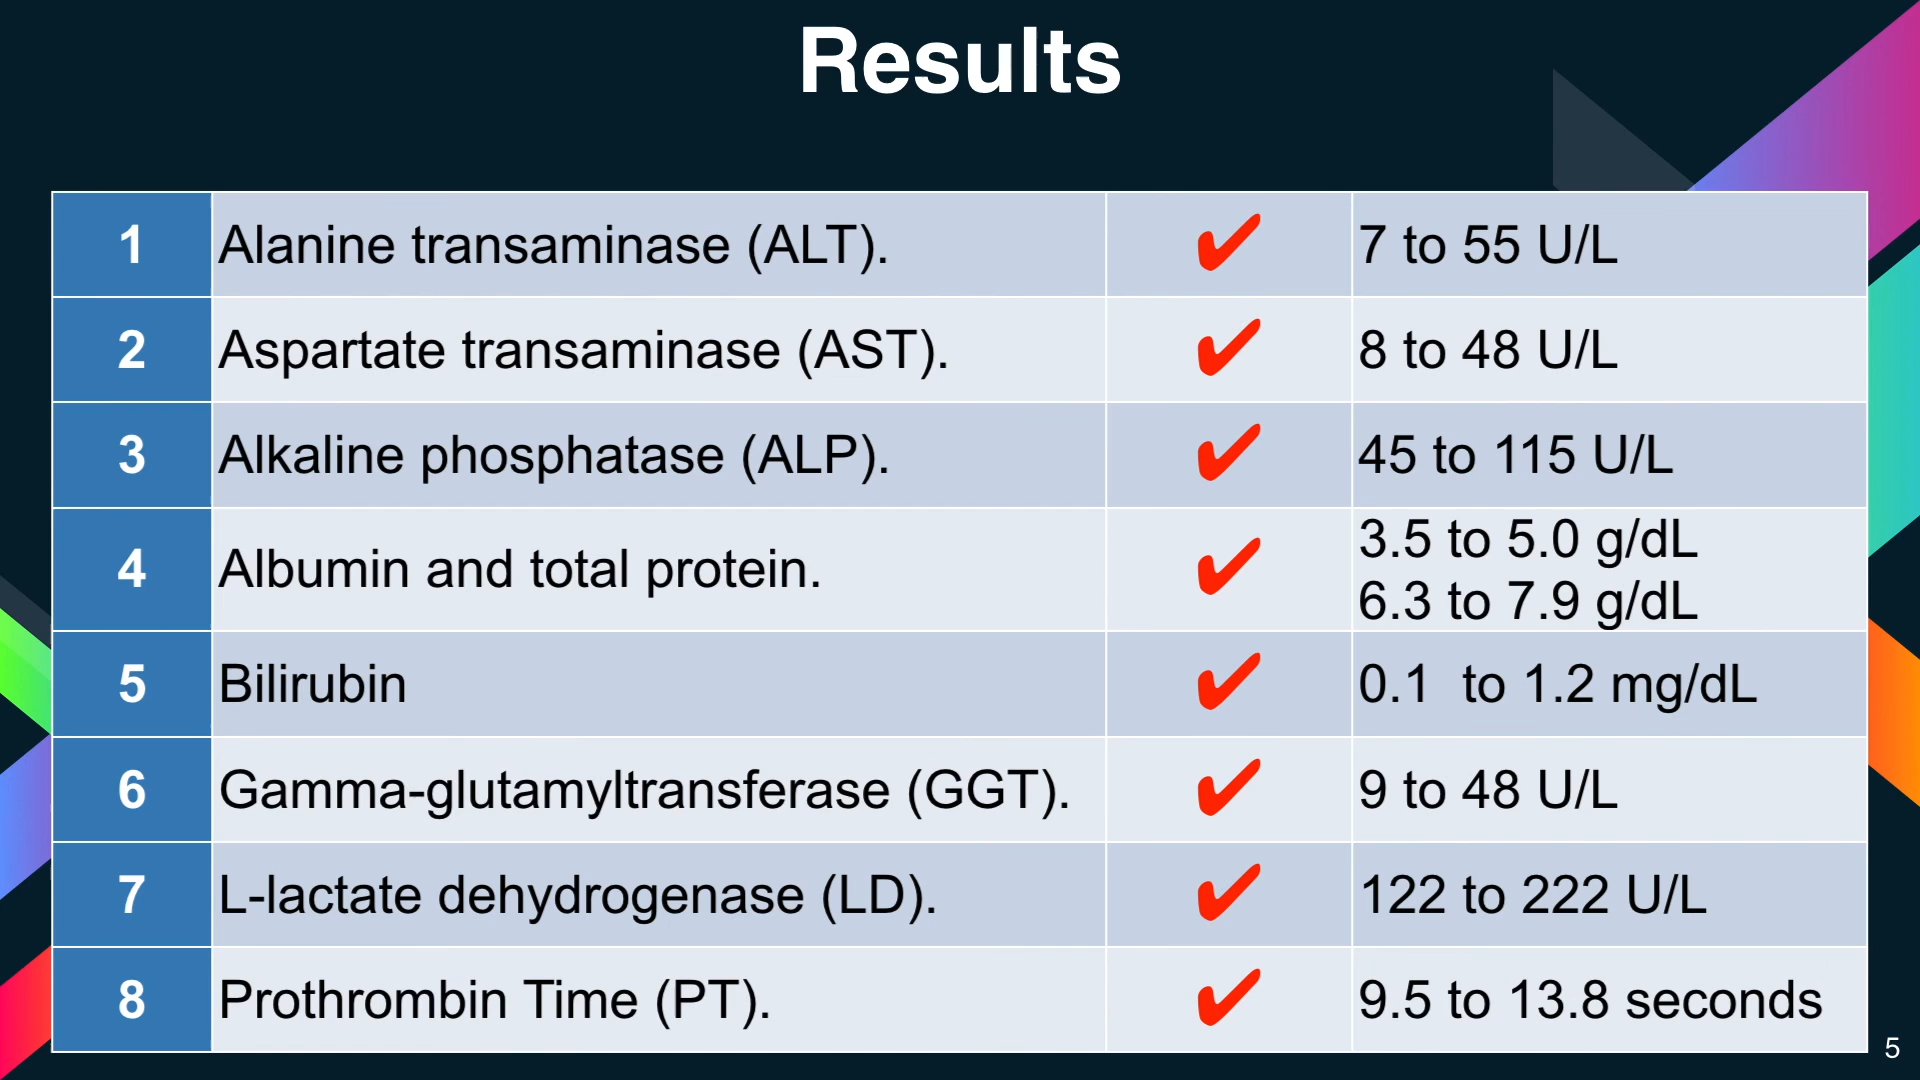 Results
1 Alanine transaminase (ALT). ✔ 7 to 55 U/L
2 Aspartate transaminase (AST). ✔ 8 to 48 U/L
3 Alkaline phosphatase (ALP). ✔ 45 to 115 U/L
4 Albumin and total protein. ✔ 3.5 to 5.0 g/dL
6.3 to 7.9 g/dL
5 Bilirubin ✔ 0.1  to 1.2 mg/dL
6 Gamma-glutamyltransferase (GGT). ✔ 9 to 48 U/L
7 L-lactate dehydrogenase (LD). ✔ 122 to 222 U/L
8 Prothrombin Time (PT). ✔ 9.5 to 13.8 seconds
5